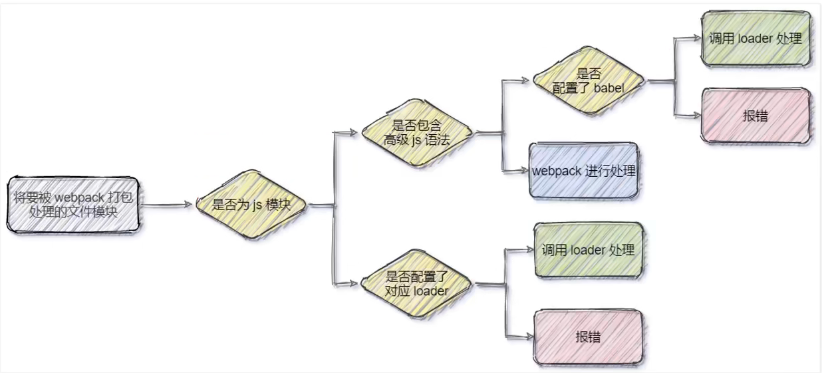 将要被 webpack 打包
处理的文件模块
是否为 js 模块
是否包含
高级 js 语法
是否
配置了 babel
调用 loader 处理
报错
webpack 进行处理
是否配置了
对应 loader
调用 loader 处理
报错